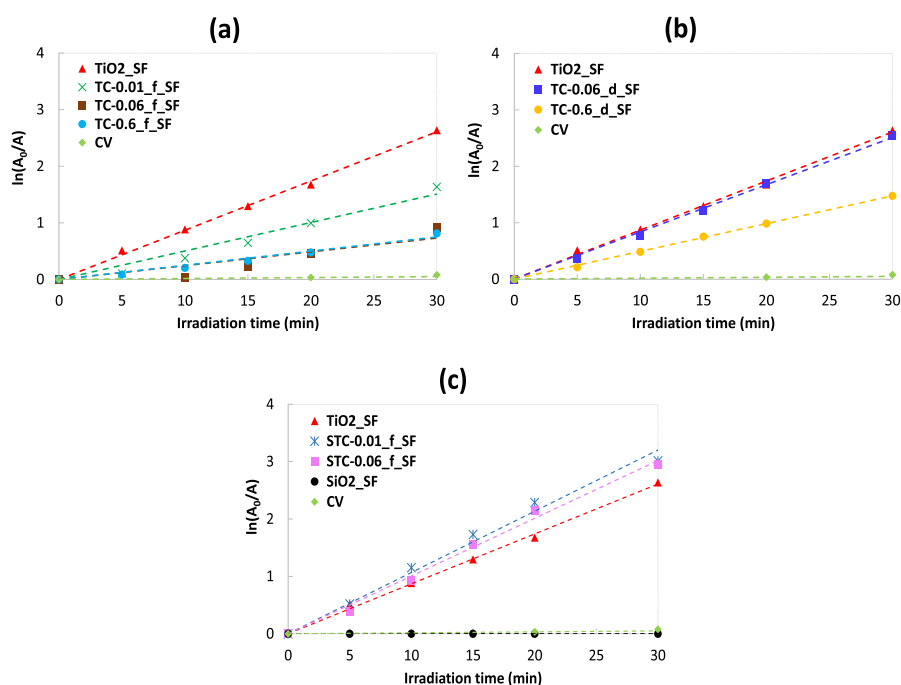 (a)
4
3
2
1
0
ln(A0/A)
TiO2_SF
TC-0.01_f_SF
TC-0.06_f_SF
TC-0.6_f_SF
CV
0 5 10 15 20 30
Irradiation time (min)
(b)
4
3
2
1
0
ln(A0/A)
TiO2_SF
TC-0.06_d_SF
TC-0.6_d_SF
CV
0 5 10 15 20 30
Irradiation time (min)
(c)
4
3
2
1
0
ln(A0/A)
TiO2_SF
STC-0.01_f_SF
STC-0.06_f_SF
SiO2_SF
CV
0 5 10 15 20 30
Irradiation time (min)